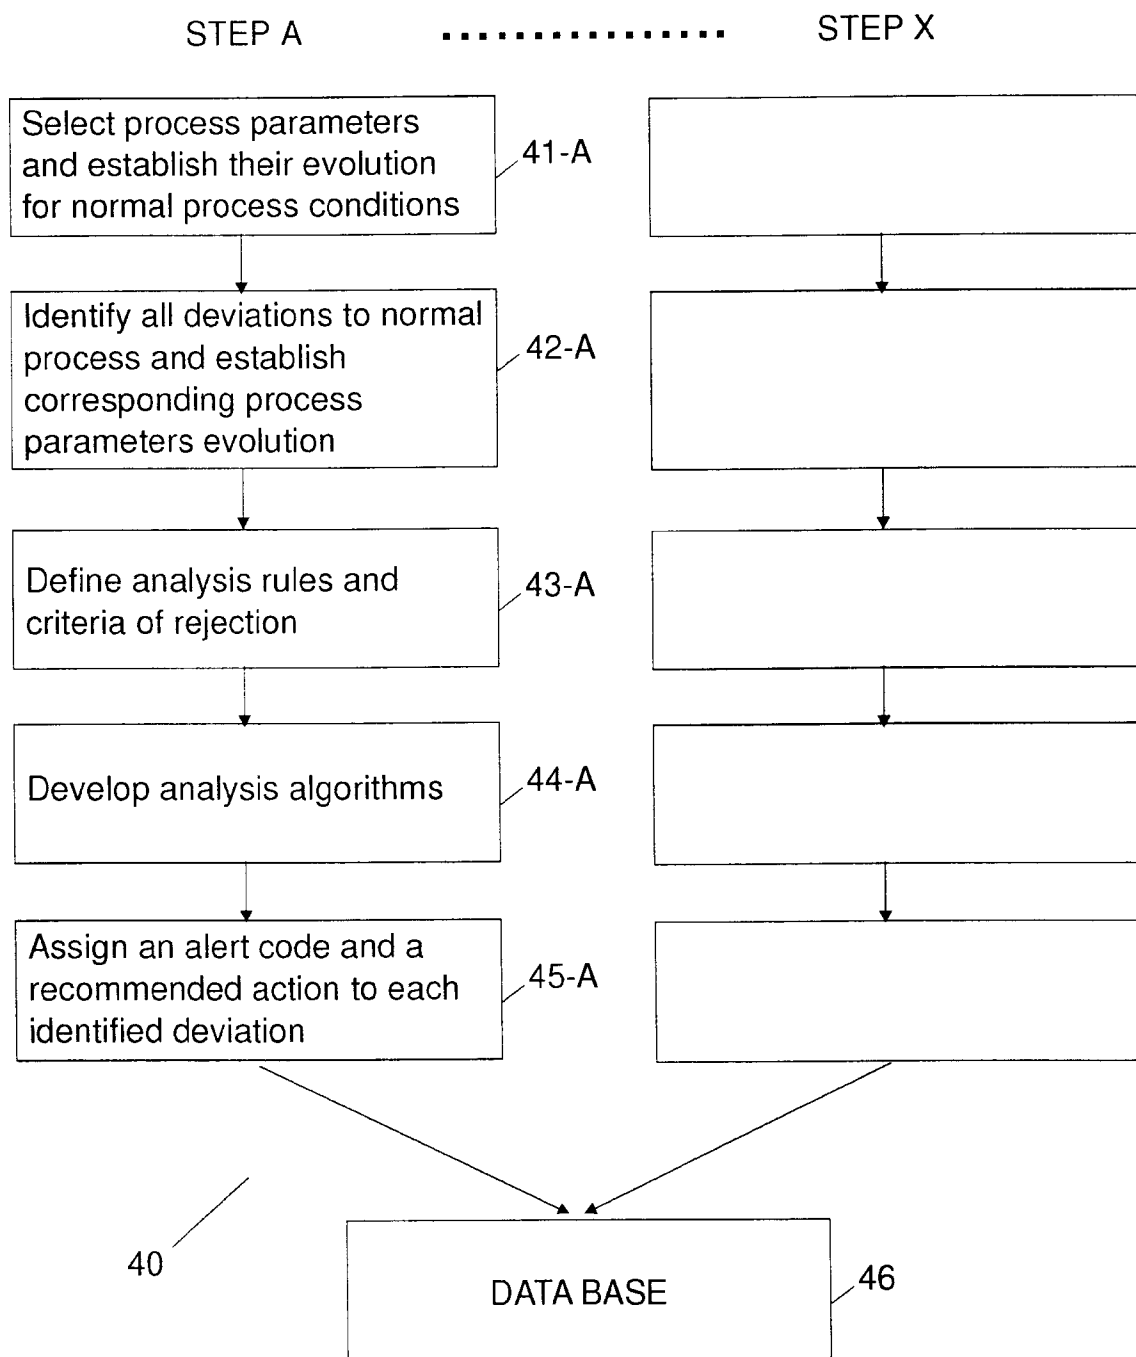 STEP A ............... STEP X
Select process parameters
and establish their evolution
for normal process conditions
41-A
Identify all deviations to normal
process and establish
corresponding process
parameters evolution
42-A
Define analysis rules and
criteria of rejection
43-A
Develop analysis algorithms
44-A
Assign an alert code and a
recommended action to each
identified deviation
45-A
40
DATA BASE
46